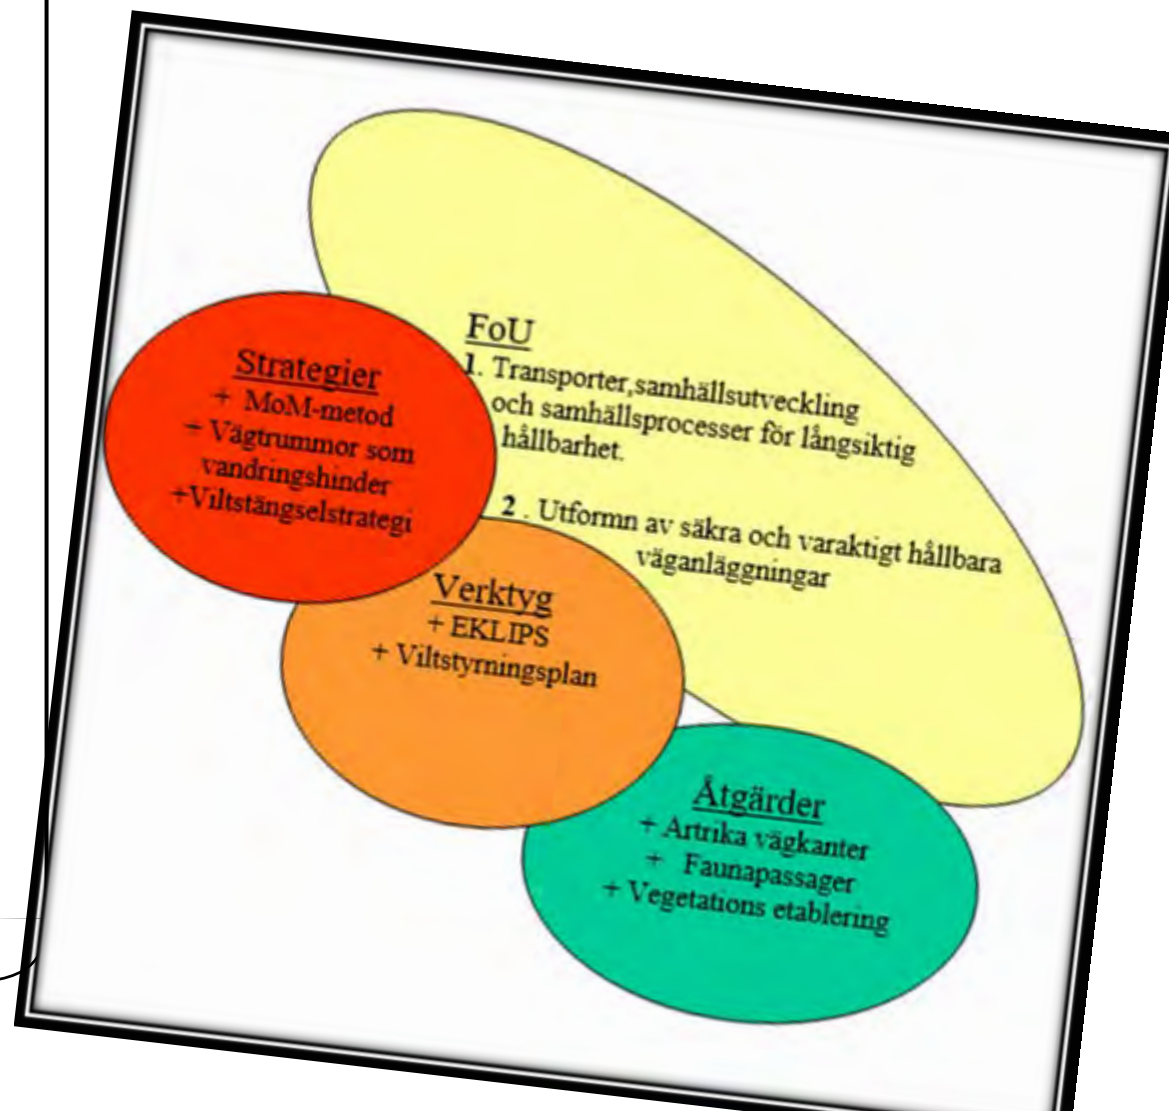 FoU
1. Transporter,samhällsutveckling
och samhällsprocesser för långsiktig
hållbarhet.
2 . Utformn av säkra och varaktigt hållbara
väganläggningar
Strategier
+ MoM-metod
+ Vägtrummor som
vandringshinder
+Viltstängselstrategi
Verktyg
+ EKLIPS
+ Viltstyrningsplan
Åtgärder
+ Artrika vägkanter
+ Faunapassager
+ Vegetations etablering